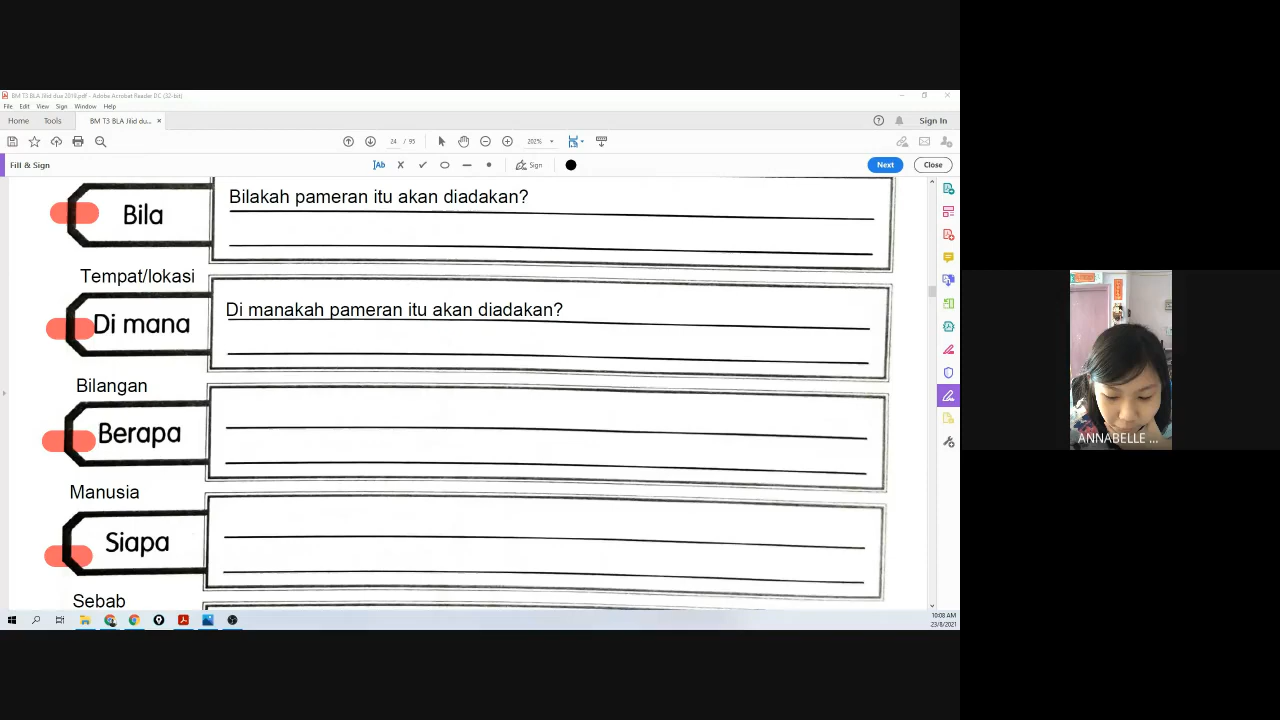 BM T3 BLA Jilid dua 2019.pdf - Adobe Acrobat Reader DC (32-bit)
File Edit View Sign Window Help
Home Tools BM T3 BLA Jilid du... Sign In
24 / 95 202%
Fill & Sign Ab Sign Next Close
Bila
Bilakah pameran itu akan diadakan?
Tempat/lokasi
Di mana
Di manakah pameran itu akan diadakan?
Bilangan
Berapa
Manusia
Siapa
Sebab
10:08 AM
23/8/2021
ANNABELLE ...